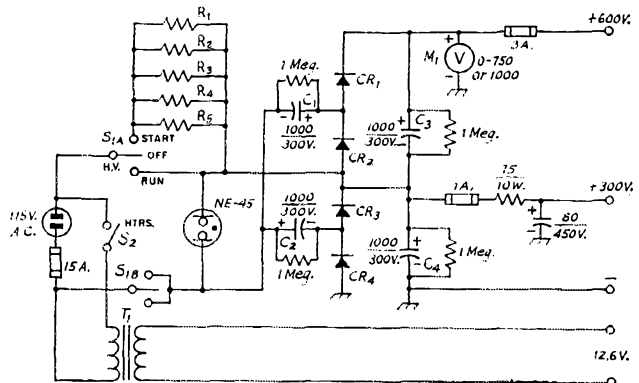 R1
R2
R3
R4
R5
S1A
START
OFF
H.V.
RUN
115V.
A.C.
HTRS.
S2
15A.
S1B
T1
NE-45
1 Meg.
C1
- +
1000
300V.
1000
300V.
+ -
C2
1 Meg.
CR1
CR2
CR3
CR4
+
M1
V
0-750
or 1000
-
3A.
+600V.
1000
300V.
+
-
C3
1 Meg.
1A.
15
10W.
+300V.
+
80
450V.
-
1000
300V.
+
-
C4
1 Meg.
-
12.6V.